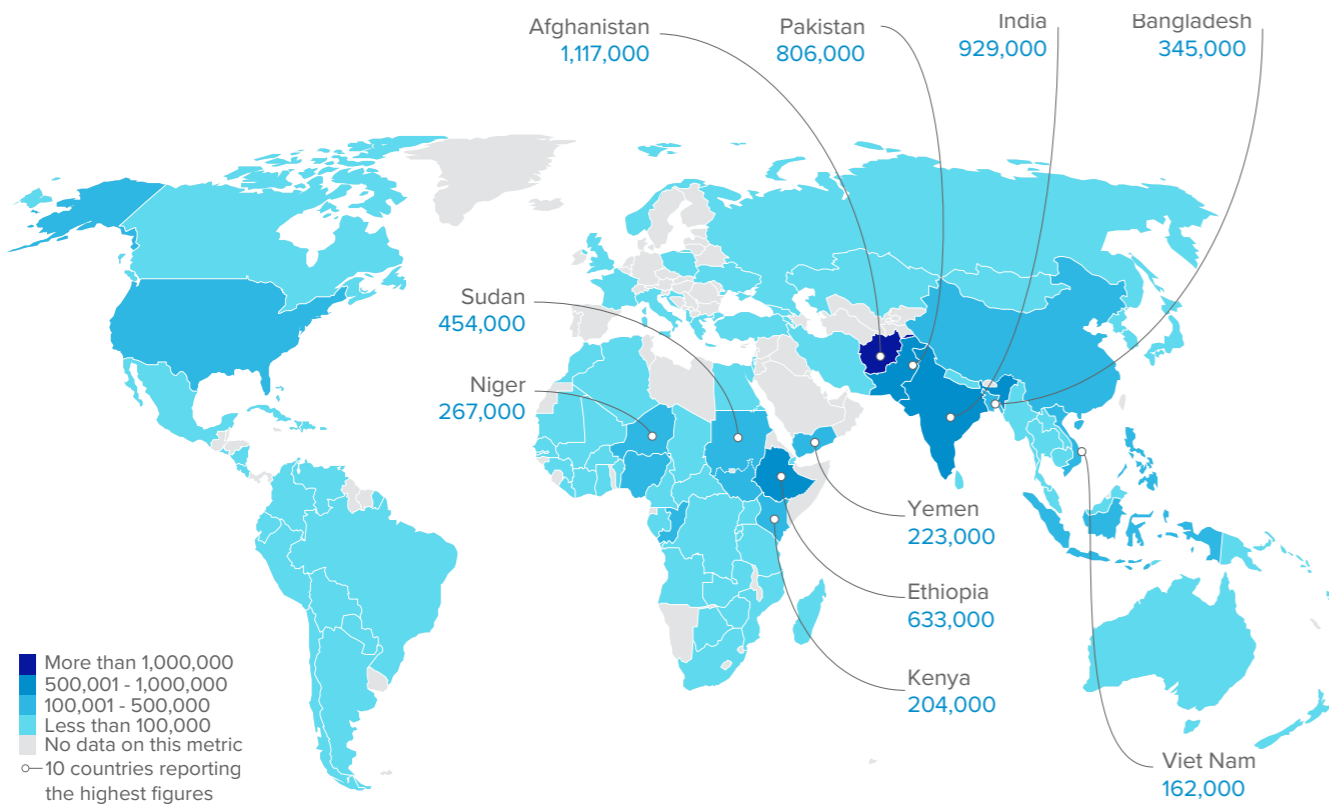 Afghanistan
1,117,000
Pakistan
806,000
India
929,000
Bangladesh
345,000
Sudan
454,000
Niger
267,000
Yemen
223,000
Ethiopia
633,000
Kenya
204,000
Viet Nam
162,000
More than 1,000,000
500,001 - 1,000,000
100,001 - 500,000
Less than 100,000
No data on this metric
10 countries reporting
the highest figures